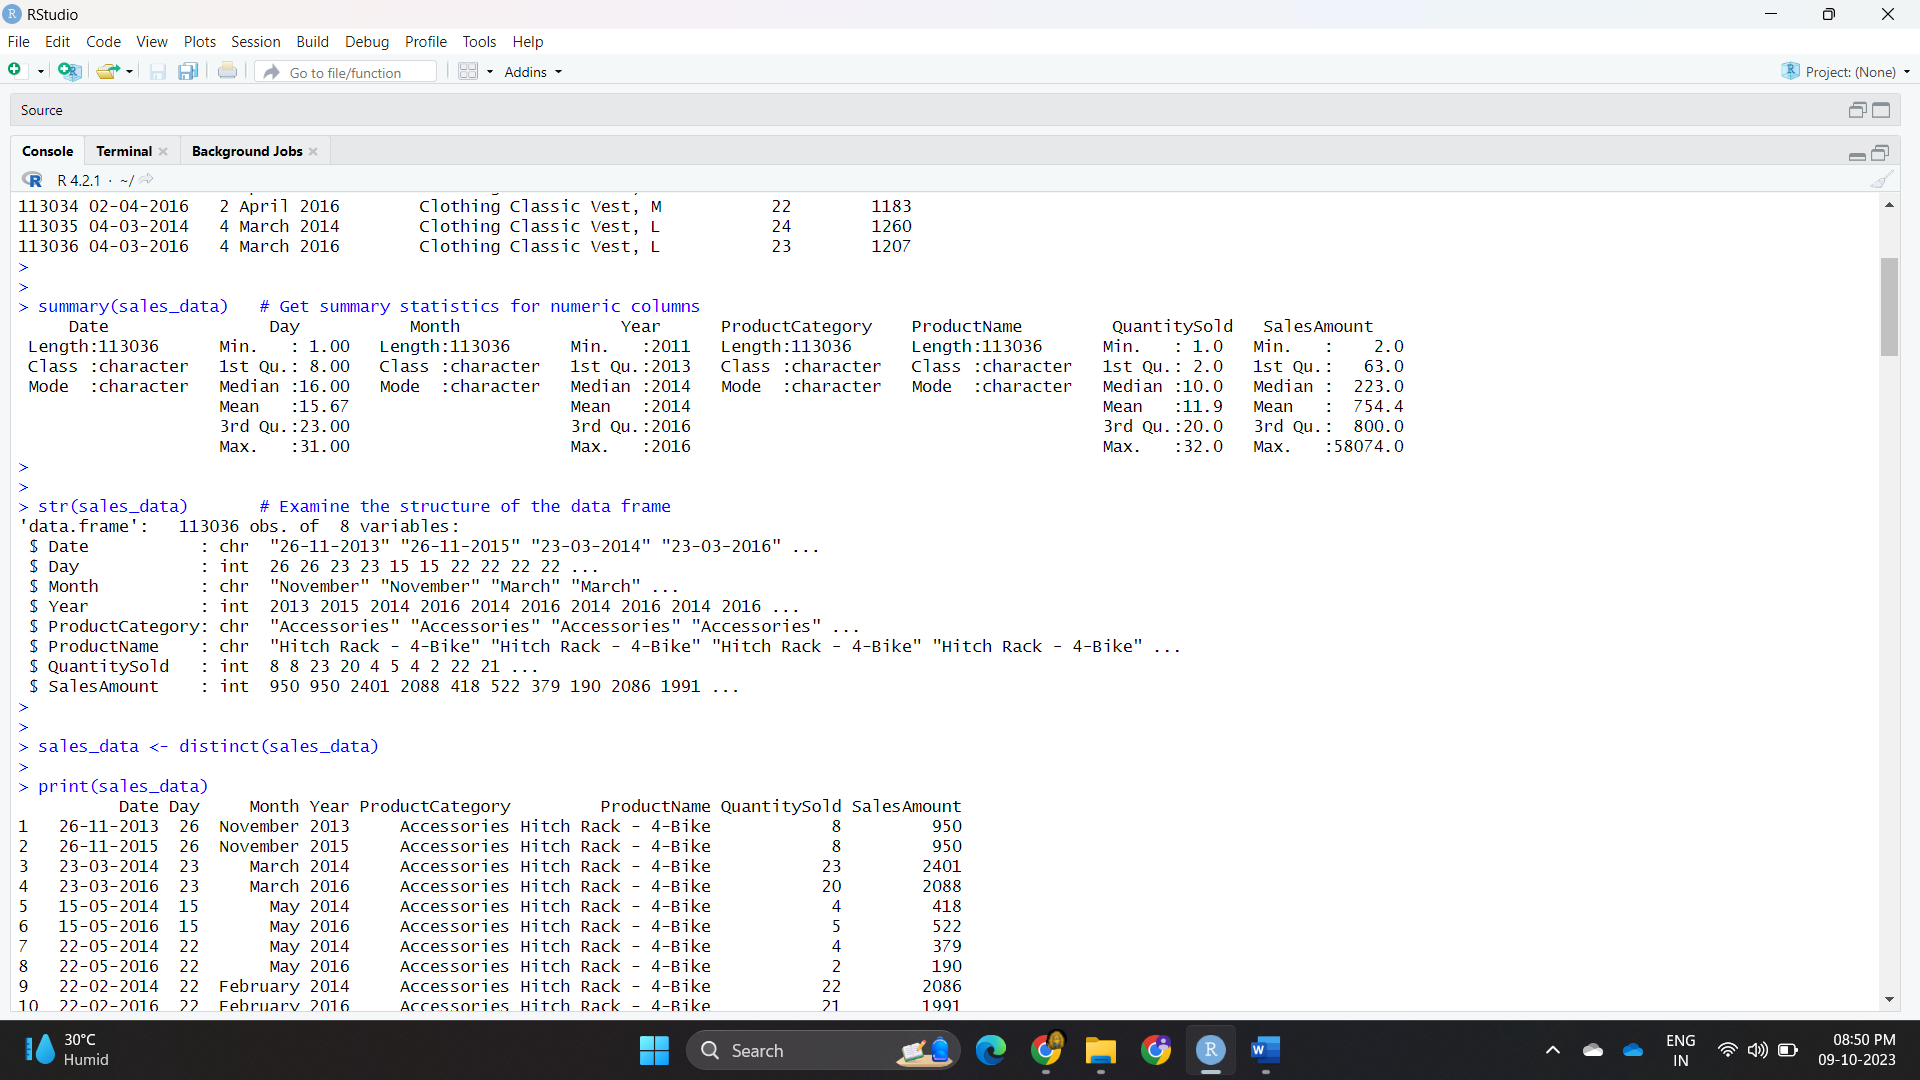 RStudio
File Edit Code View Plots Session Build Debug Profile Tools Help
Go to file/function Addins Project: (None)
Source
Console Terminal Background Jobs
R 4.2.1 · ~/
113034 02-04-2016 2 April 2016 Clothing Classic Vest, M 22 1183
113035 04-03-2014 4 March 2014 Clothing Classic Vest, L 24 1260
113036 04-03-2016 4 March 2016 Clothing Classic Vest, L 23 1207
>
>
> summary(sales_data) # Get summary statistics for numeric columns
Date Day Month Year ProductCategory ProductName QuantitySold SalesAmount
Length:113036 Min. : 1.00 Length:113036 Min. :2011 Length:113036 Length:113036 Min. : 1.0 Min. : 2.0
Class :character 1st Qu.: 8.00 Class :character 1st Qu.:2013 Class :character Class :character 1st Qu.: 2.0 1st Qu.: 63.0
Mode :character Median :16.00 Mode :character Median :2014 Mode :character Mode :character Median :10.0 Median : 223.0
Mean :15.67 Mean :2014 Mean :11.9 Mean : 754.4
3rd Qu.:23.00 3rd Qu.:2016 3rd Qu.:20.0 3rd Qu.: 800.0
Max. :31.00 Max. :2016 Max. :32.0 Max. :58074.0
>
>
> str(sales_data) # Examine the structure of the data frame
'data.frame': 113036 obs. of 8 variables:
$ Date : chr "26-11-2013" "26-11-2015" "23-03-2014" "23-03-2016" ...
$ Day : int 26 26 23 23 15 15 22 22 22 22 ...
$ Month : chr "November" "November" "March" "March" ...
$ Year : int 2013 2015 2014 2016 2014 2016 2014 2016 2014 2016 ...
$ ProductCategory: chr "Accessories" "Accessories" "Accessories" "Accessories" ...
$ ProductName : chr "Hitch Rack - 4-Bike" "Hitch Rack - 4-Bike" "Hitch Rack - 4-Bike" "Hitch Rack - 4-Bike" ...
$ QuantitySold : int 8 8 23 20 4 5 4 2 22 21 ...
$ SalesAmount : int 950 950 2401 2088 418 522 379 190 2086 1991 ...
>
>
> sales_data <- distinct(sales_data)
>
> print(sales_data)
Date Day Month Year ProductCategory ProductName QuantitySold SalesAmount
1 26-11-2013 26 November 2013 Accessories Hitch Rack - 4-Bike 8 950
2 26-11-2015 26 November 2015 Accessories Hitch Rack - 4-Bike 8 950
3 23-03-2014 23 March 2014 Accessories Hitch Rack - 4-Bike 23 2401
4 23-03-2016 23 March 2016 Accessories Hitch Rack - 4-Bike 20 2088
5 15-05-2014 15 May 2014 Accessories Hitch Rack - 4-Bike 4 418
6 15-05-2016 15 May 2016 Accessories Hitch Rack - 4-Bike 5 522
7 22-05-2014 22 May 2014 Accessories Hitch Rack - 4-Bike 4 379
8 22-05-2016 22 May 2016 Accessories Hitch Rack - 4-Bike 2 190
9 22-02-2014 22 February 2014 Accessories Hitch Rack - 4-Bike 22 2086
10 22-02-2016 22 February 2016 Accessories Hitch Rack - 4-Bike 21 1991
30°C
Humid
Search
ENG
IN
08:50 PM
09-10-2023